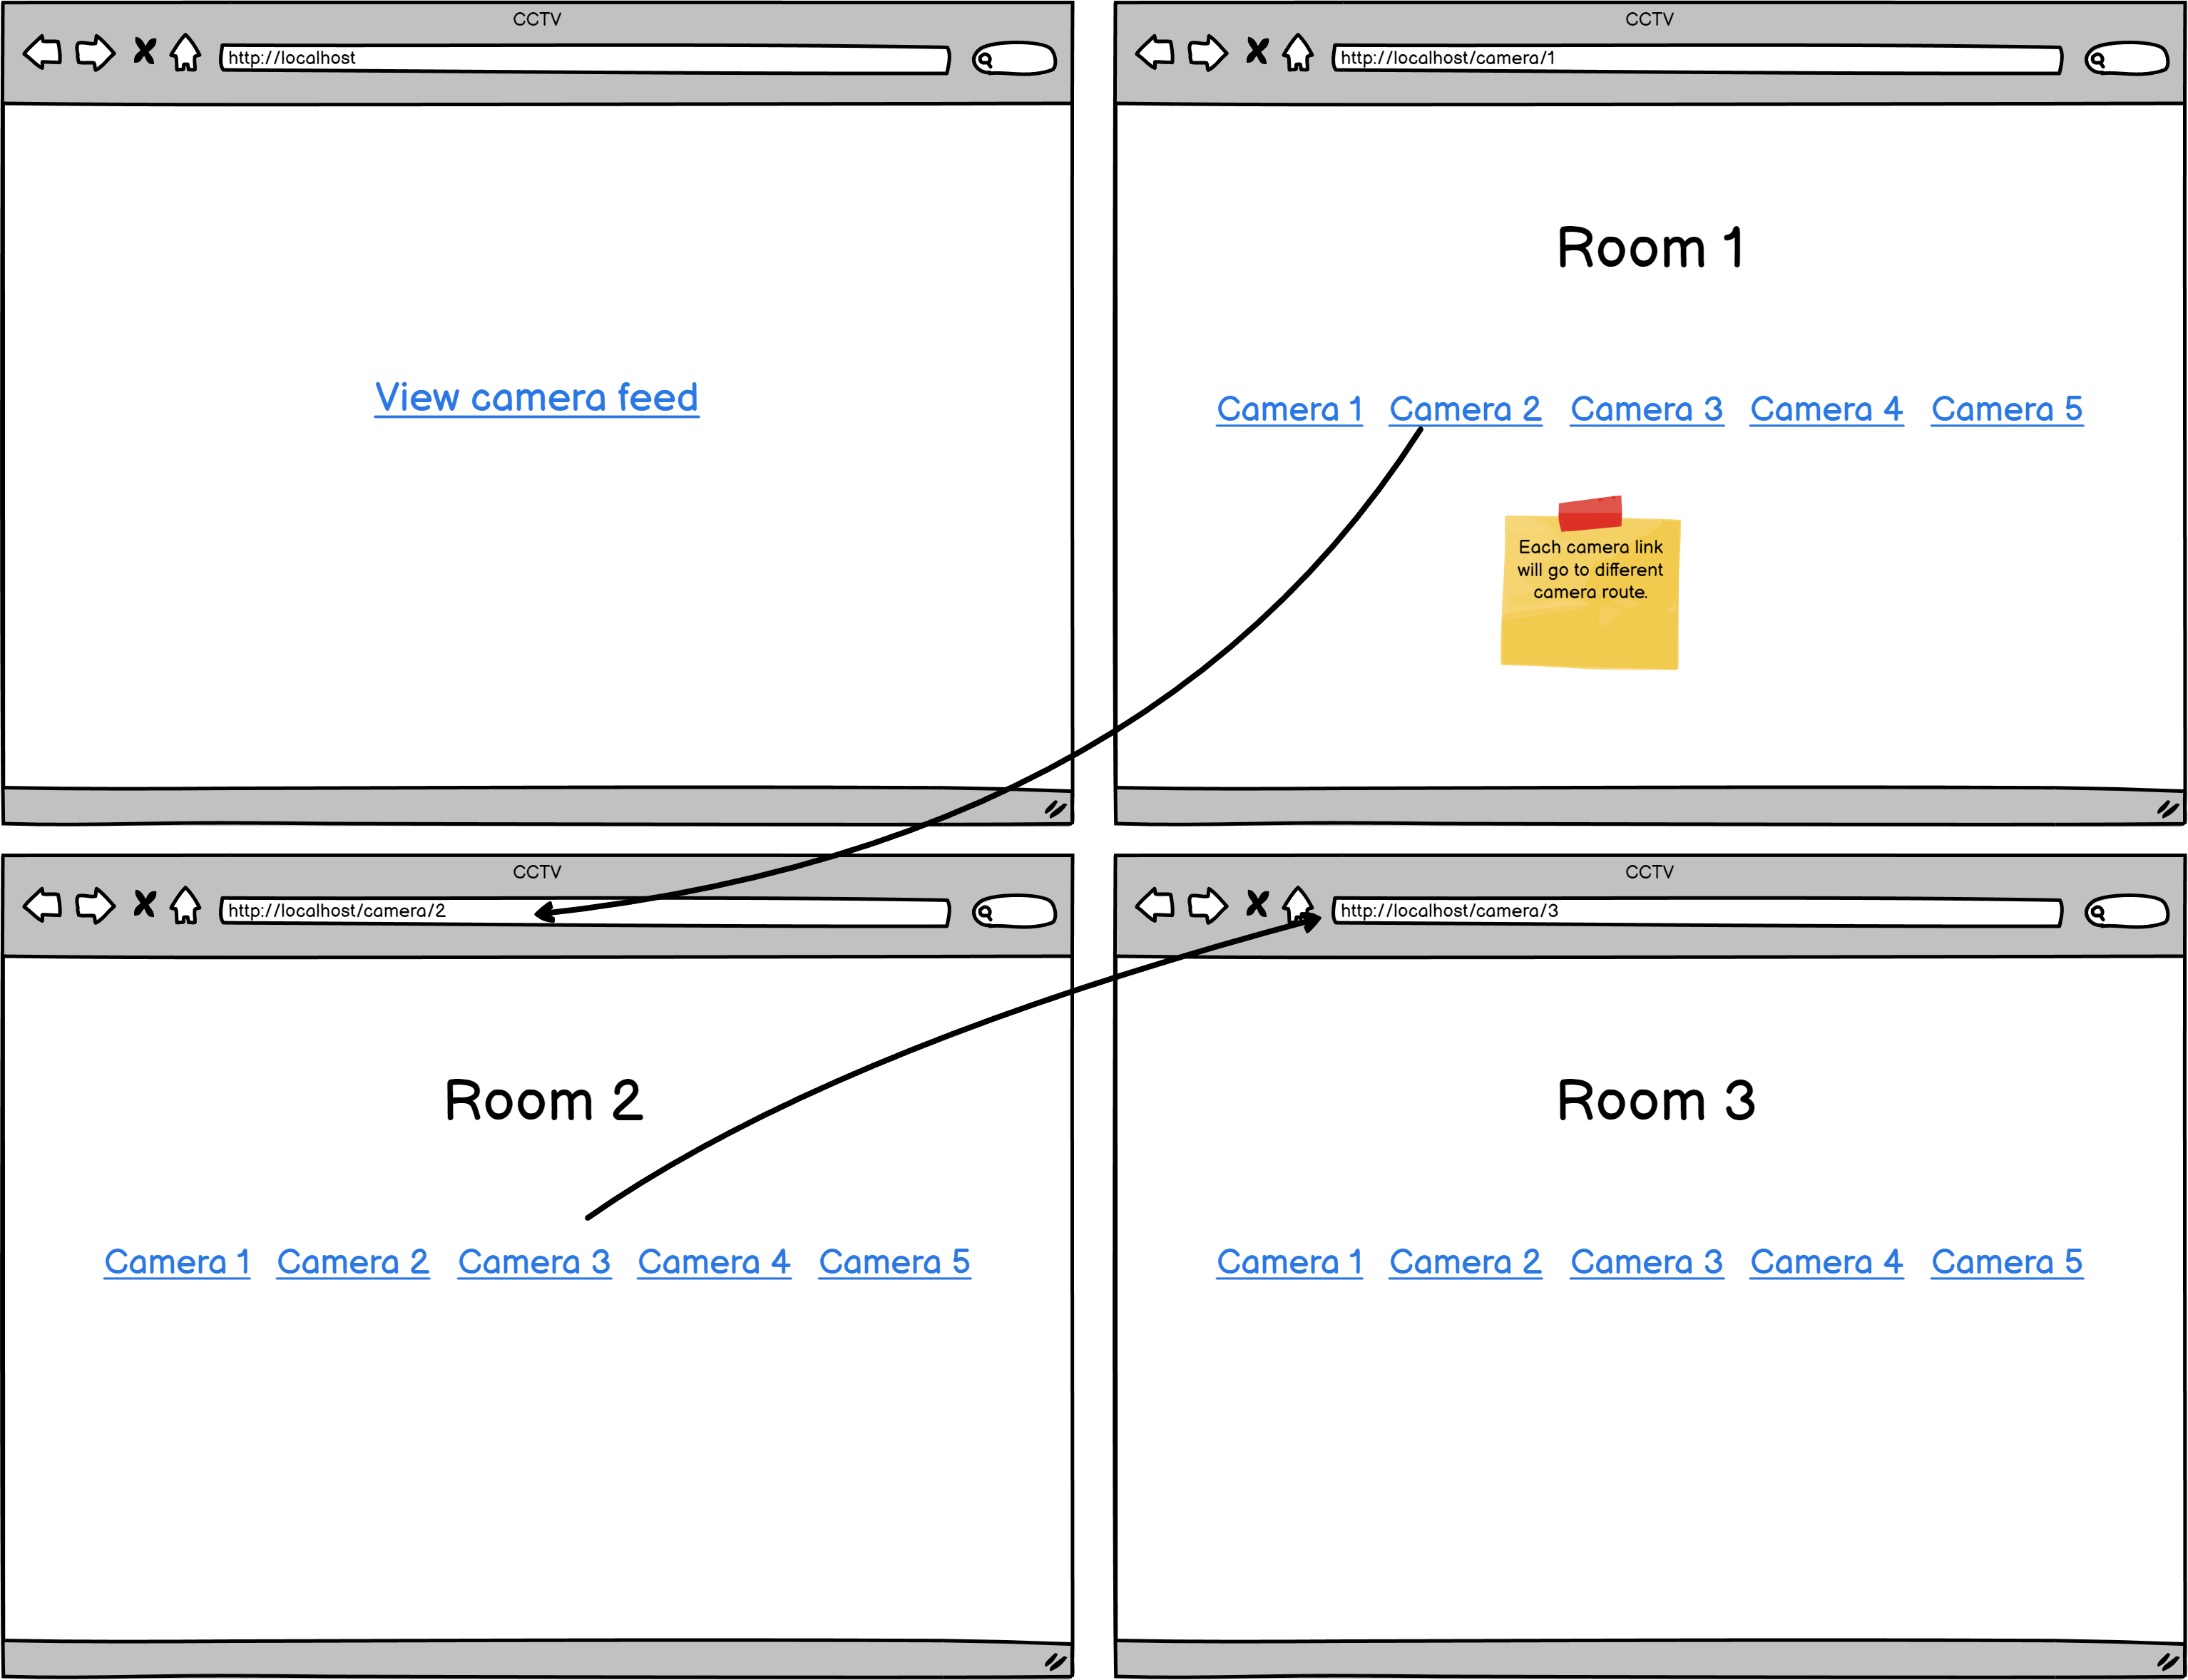 CCTV
http://localhost
View camera feed
CCTV
http://localhost/camera/1
Room 1
Camera 1 Camera 2 Camera 3 Camera 4 Camera 5
Each camera link
will go to different
camera route.
CCTV
http://localhost/camera/2
Room 2
Camera 1 Camera 2 Camera 3 Camera 4 Camera 5
CCTV
http://localhost/camera/3
Room 3
Camera 1 Camera 2 Camera 3 Camera 4 Camera 5